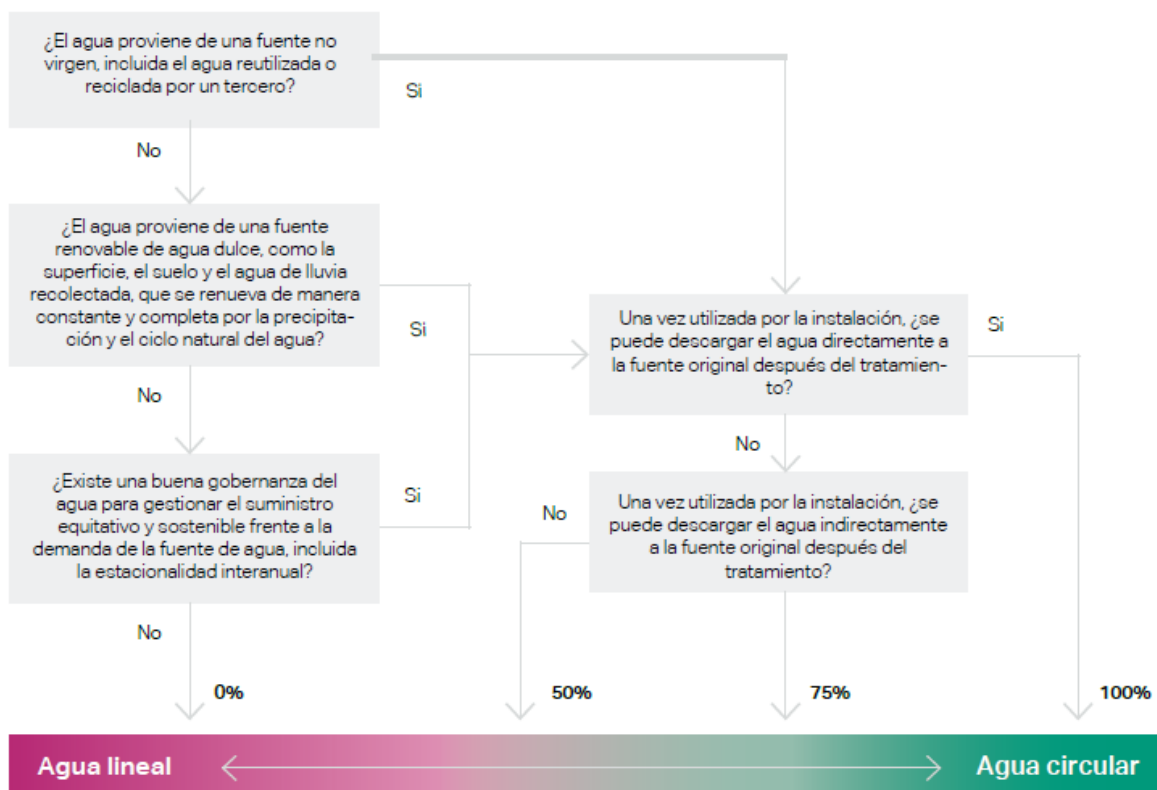 ¿El agua proviene de una fuente no
virgen, incluida el agua reutilizada o
reciclada por un tercero?
Si
No
¿El agua proviene de una fuente
renovable de agua dulce, como la
superficie, el suelo y el agua de lluvia
recolectada, que se renueva de manera
constante y completa por la precipita-
ción y el ciclo natural del agua?
Si
No
¿Existe una buena gobernanza del
agua para gestionar el suministro
equitativo y sostenible frente a la
demanda de la fuente de agua, incluida
la estacionalidad interanual?
Si
No
Una vez utilizada por la instalación, ¿se
puede descargar el agua directamente a
la fuente original después del tratamien-
to?
Si
No
Una vez utilizada por la instalación, ¿se
puede descargar el agua indirectamente
a la fuente original después del
tratamiento?
No
0%
50%
75%
100%
Agua lineal
Agua circular